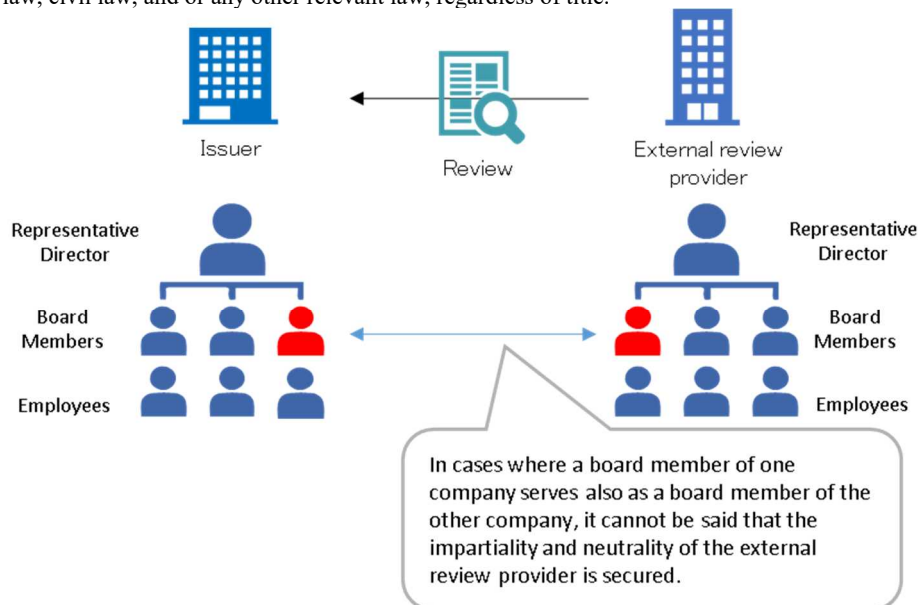 law, civil law, and or any other relevant law, regardless of title.
Issuer
Review
External review
provider
Representative
Director
Representative
Director
Board
Members
Board
Members
Employees
Employees
In cases where a board member of one
company serves also as a board member of the
other company, it cannot be said that the
impartiality and neutrality of the external
review provider is secured.